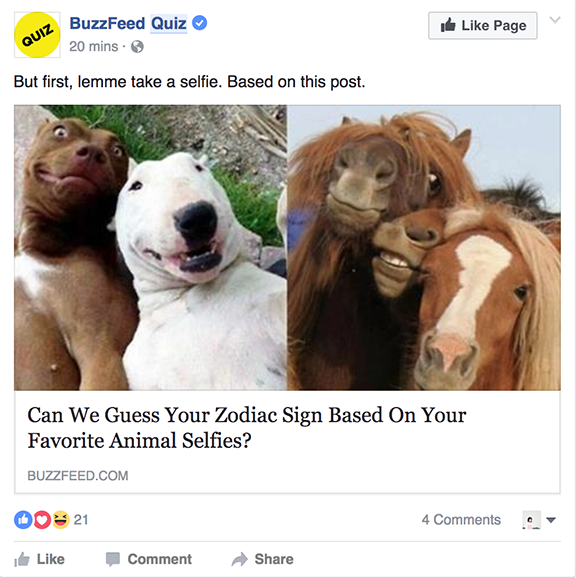 QUIZ
BuzzFeed Quiz
Like Page
20 mins ·
But first, lemme take a selfie. Based on this post.
Can We Guess Your Zodiac Sign Based On Your
Favorite Animal Selfies?
BUZZFEED.COM
21
4 Comments
Like
Comment
Share